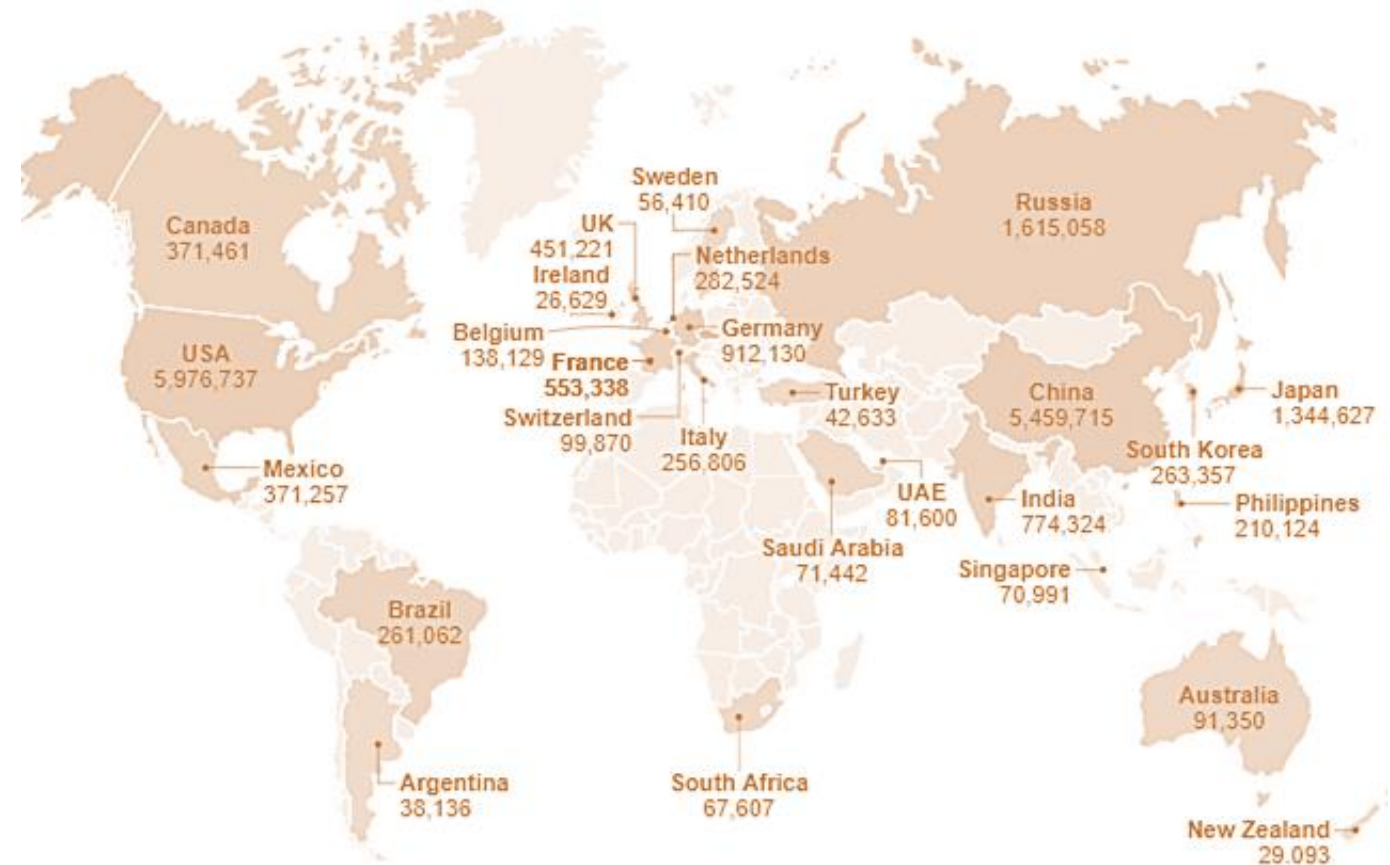 Sweden
56,410
Russia
1,615,058
Canada
371,461
UK
451,221
Netherlands
282,524
Ireland
26,629
Belgium
138,129
Germany
912,130
USA
5,976,737
France
553,338
Turkey
42,633
China
5,459,715
Japan
1,344,627
Switzerland
99,870
Italy
256,806
South Korea
263,357
Mexico
371,257
UAE
81,600
India
774,324
Philippines
210,124
Saudi Arabia
71,442
Singapore
70,991
Brazil
261,062
Australia
91,350
Argentina
38,136
South Africa
67,607
New Zealand
29.093